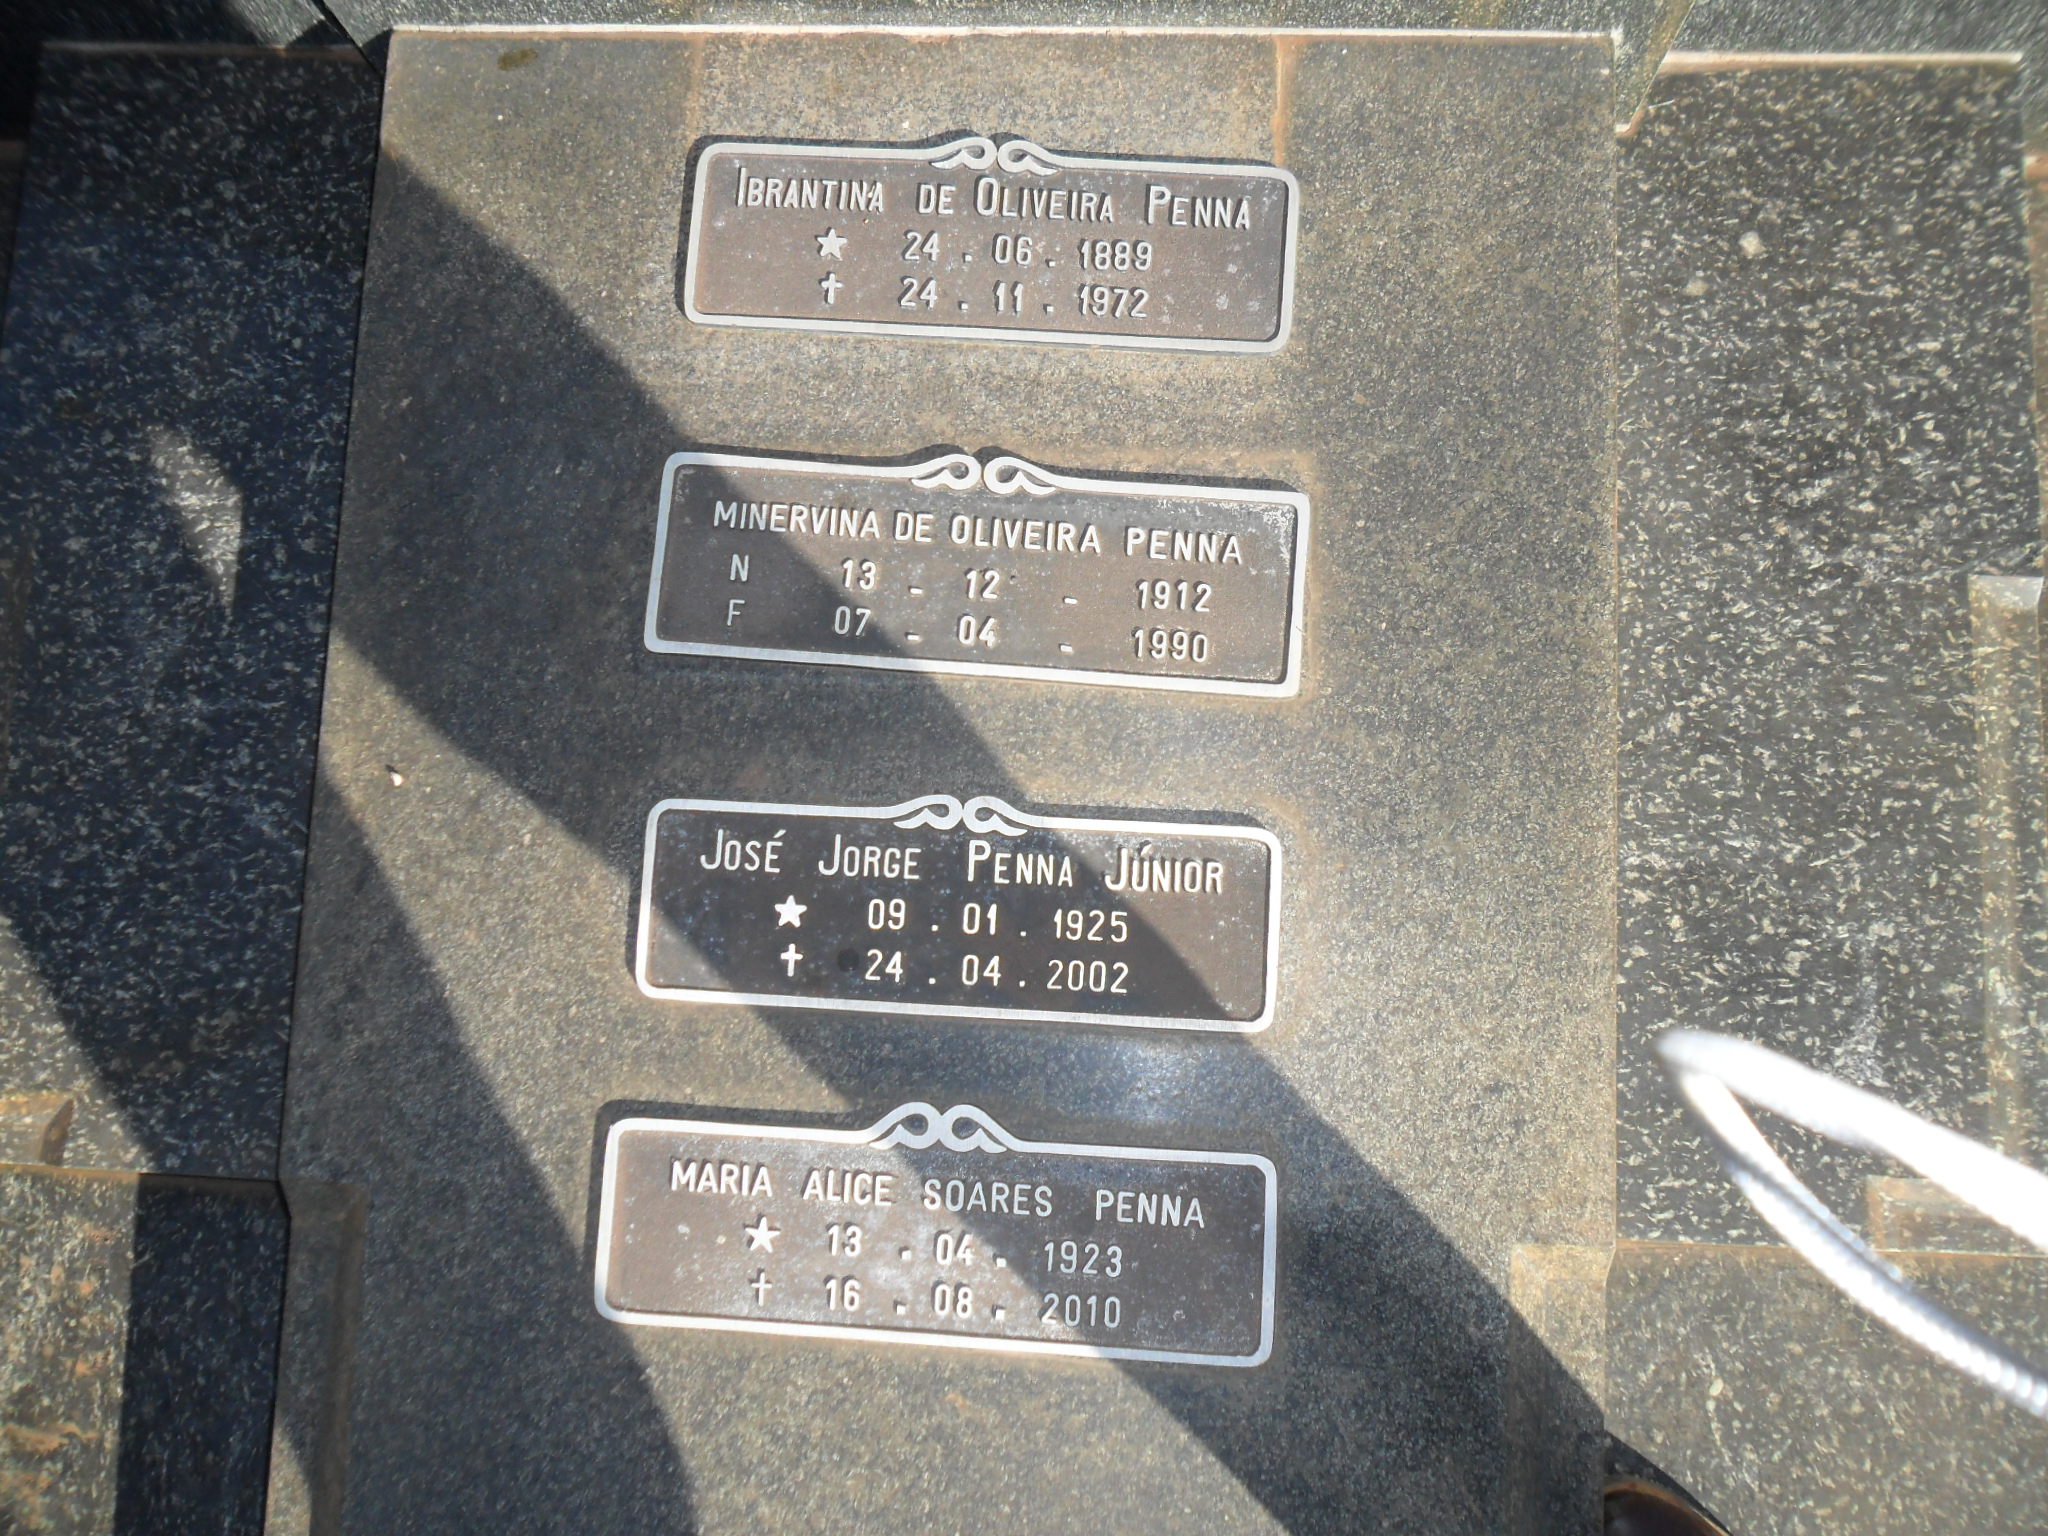 Ibrantina de Oliveira Penna
★ 24 . 06 . 1889
✝ 24 . 11 . 1972
MINERVINA DE OLIVEIRA PENNA
N 13 - 12 - 1912
F 07 - 04 - 1990
José Jorge Penna Júnior
★ 09 . 01 . 1925
✝ 24 . 04 . 2002
MARIA ALICE SOARES PENNA
★ 13 . 04 . 1923
✝ 16 . 08 . 2010